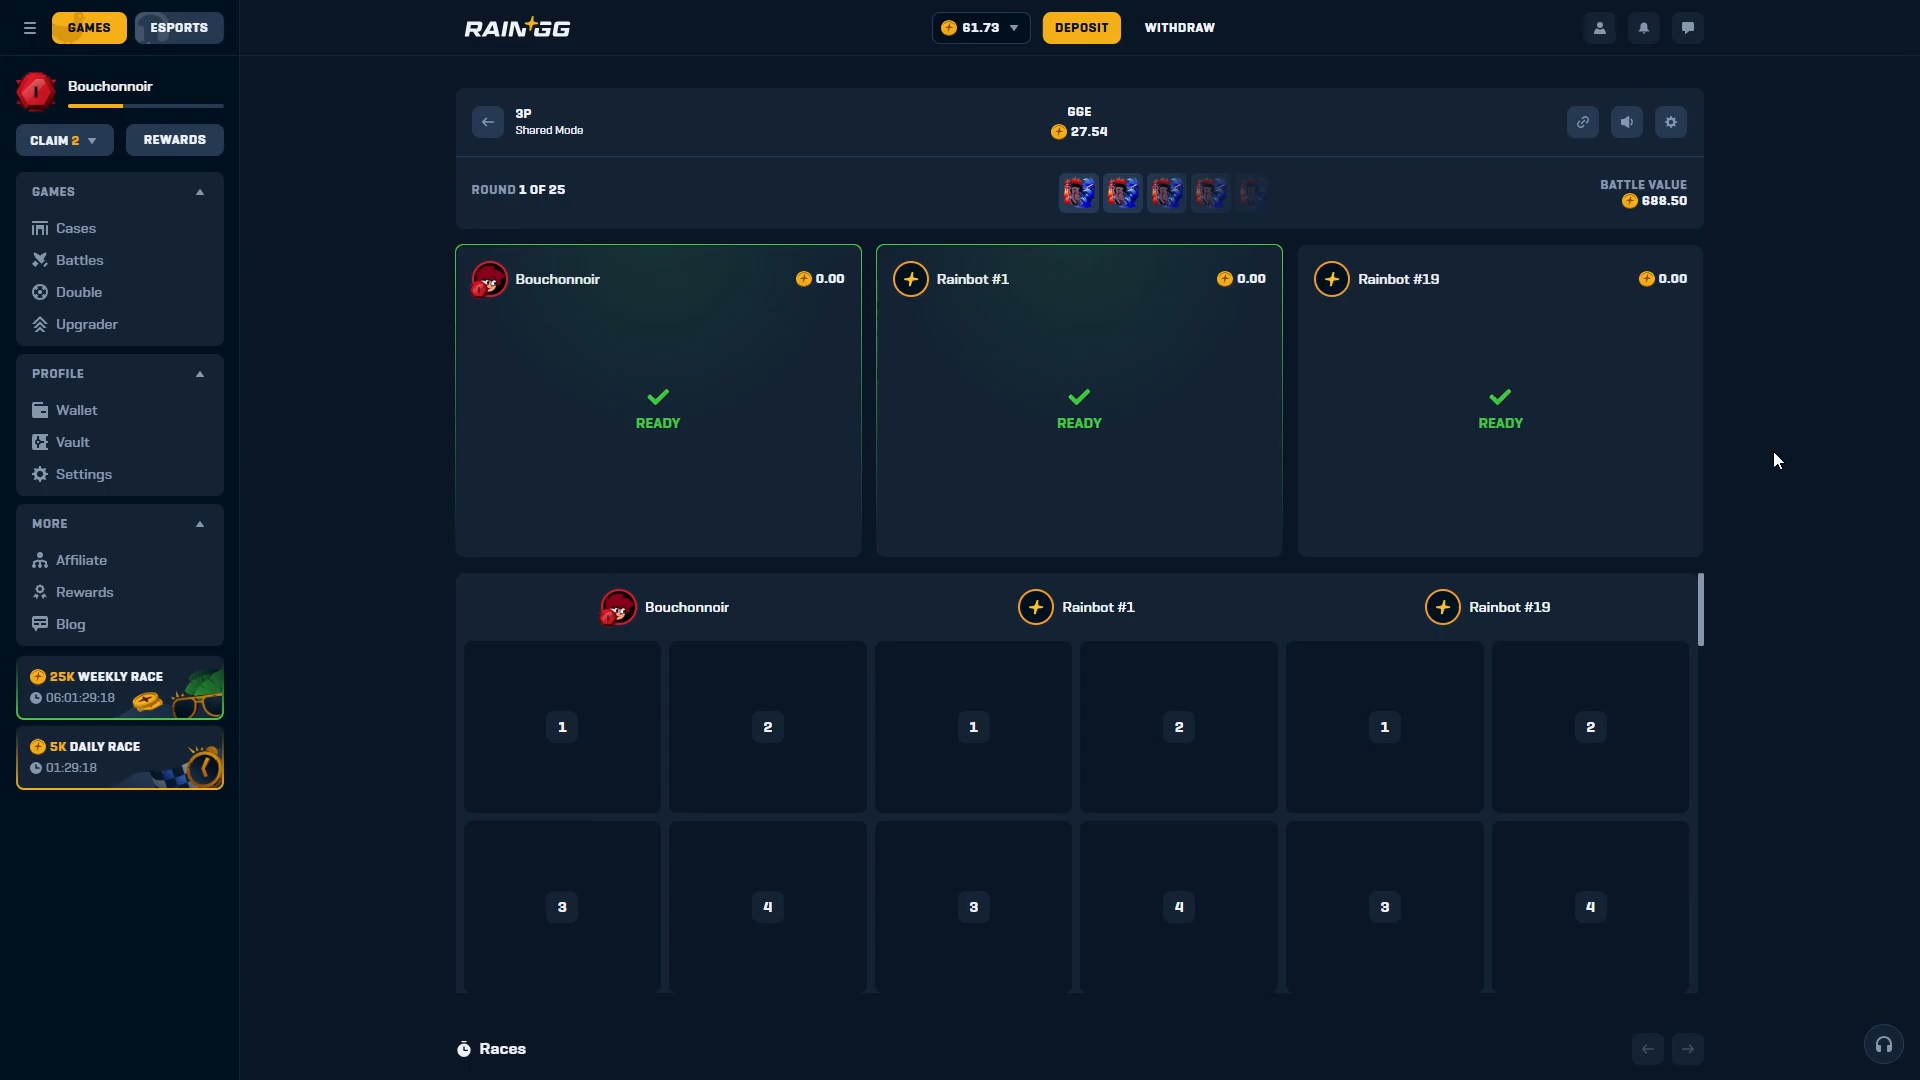 GAMES
ESPORTS
RAIN GG
61.73
DEPOSIT
WITHDRAW
Bouchonnoir
CLAIM 2
REWARDS
GAMES
Cases
Battles
Double
Upgrader
PROFILE
Wallet
Vault
Settings
MORE
Affiliate
Rewards
Blog
25K WEEKLY RACE
06:01:29:18
5K DAILY RACE
01:29:18
3P
Shared Mode
GGE
27.54
ROUND 1 OF 25
BATTLE VALUE
688.50
Bouchonnoir
0.00
READY
Rainbot #1
0.00
READY
Rainbot #19
0.00
READY
Bouchonnoir
Rainbot #1
Rainbot #19
1 2 1 2 1 2
3 4 3 4 3 4
Races